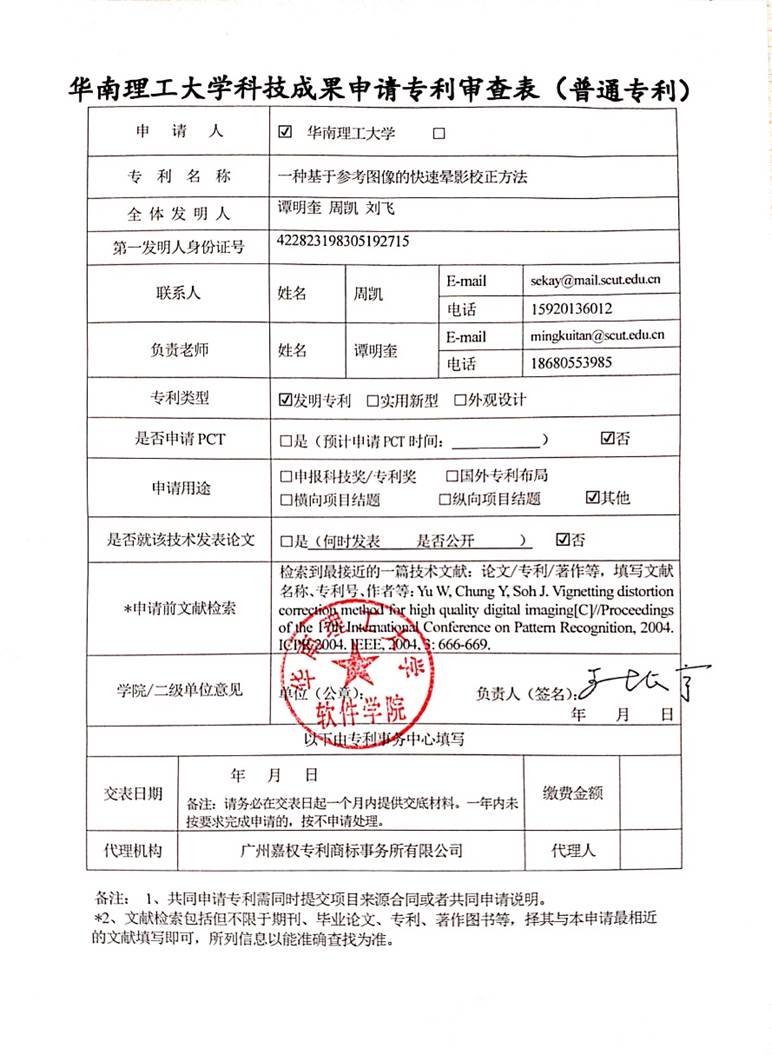 华南理工大学科技成果申请专利审查表（普通专利）
申 请 人 ☑ 华南理工大学 □
专 利 名 称 一种基于参考图像的快速晕影校正方法
全 体 发 明 人 谭明奎 周凯 刘飞
第一发明人身份证号 422823198305192715
联系人 姓名 周凯 E-mail sekay@mail.scut.edu.cn
电话 15920136012
负责老师 姓名 谭明奎 E-mail mingkuitan@scut.edu.cn
电话 18680553985
专利类型 ☑发明专利 □实用新型 □外观设计
是否申请 PCT □是（预计申请 PCT 时间：____________） ☑否
申请用途 □申报科技奖/专利奖 □国外专利布局
□横向项目结题 □纵向项目结题 ☑其他
是否就该技术发表论文 □是（何时发表 是否公开 ） ☑否
*申请前文献检索 检索到最接近的一篇技术文献：论文/专利/著作等，填写文献
名称、专利号、作者等：Yu W, Chung Y, Soh J. Vignetting distortion
correction method for high quality digital imaging[C]//Proceedings
of the 17th International Conference on Pattern Recognition, 2004.
ICPR 2004. IEEE, 2004, 3: 666-669.
华南理工大学
软件学院
学院/二级单位意见 单位（公章）： 负责人（签名）：
年 月 日
以下由专利事务中心填写
交表日期 年 月 日 缴费金额
备注：请务必在交表日起一个月内提供交底材料。一年内未
按要求完成申请的，按不申请处理。
代理机构 广州嘉权专利商标事务所有限公司 代理人
备注： 1、共同申请专利需同时提交项目来源合同或者共同申请说明。
*2、文献检索包括但不限于期刊、毕业论文、专利、著作图书等，择其与本申请最相近
的文献填写即可，所列信息以能准确查找为准。